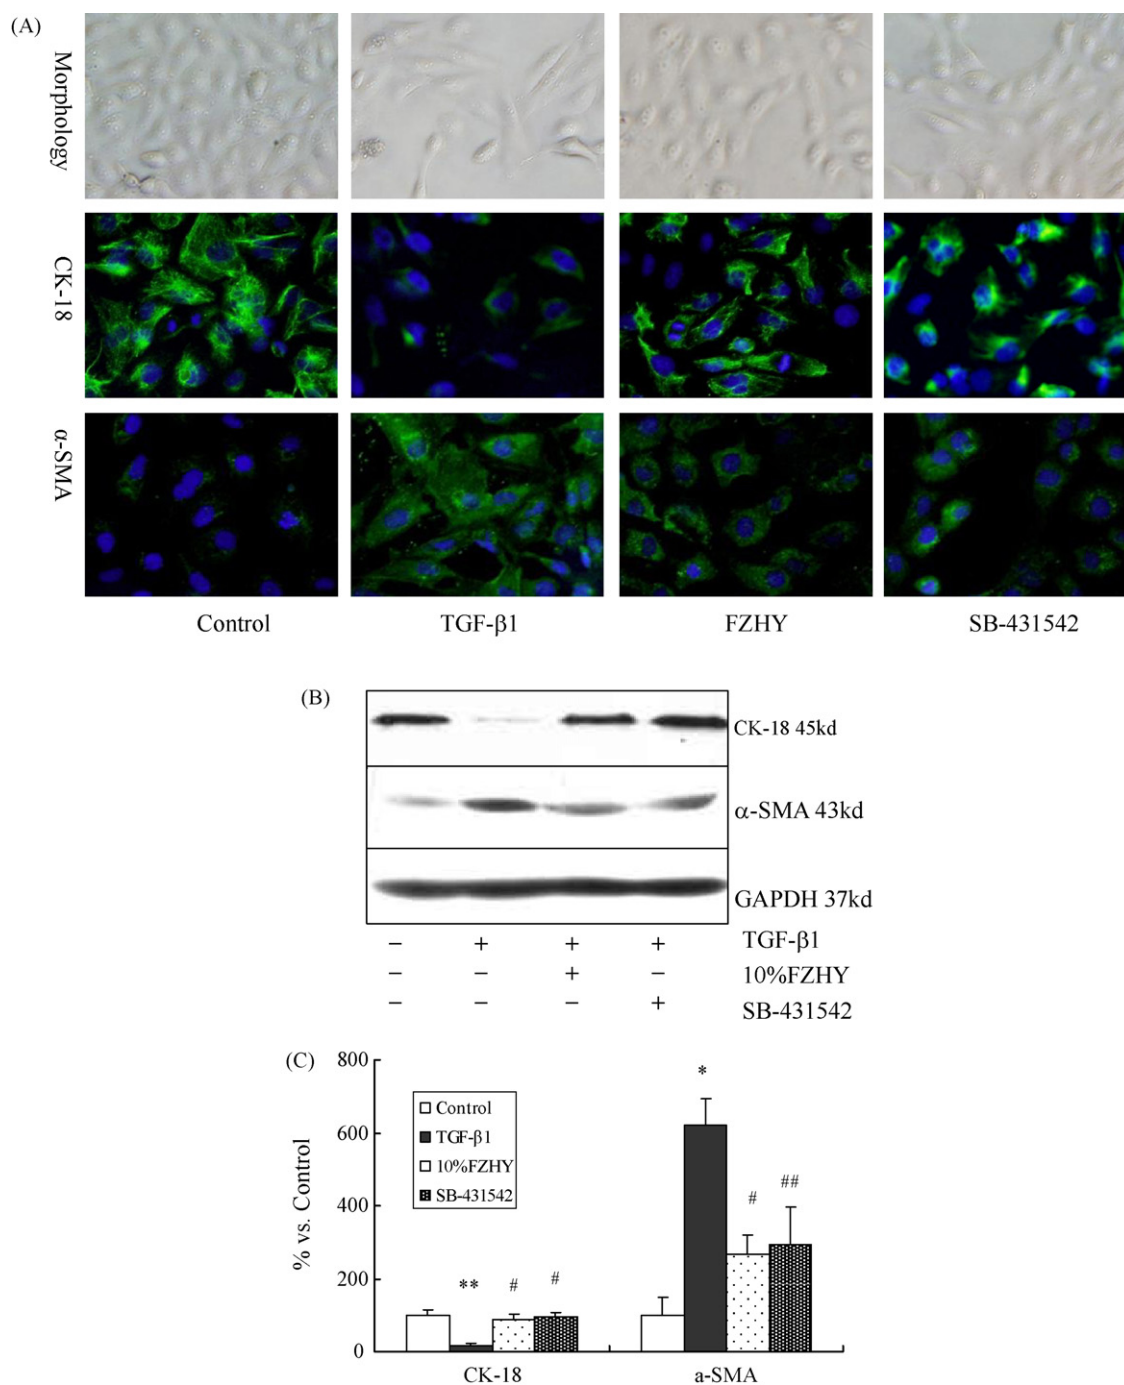 (A)
Morphology
CK-18
α-SMA
Control TGF-β1 FZHY SB-431542
(B)
CK-18 45kd
α-SMA 43kd
GAPDH 37kd
− + + + TGF-β1
− − + − 10%FZHY
− − − + SB-431542
(C)
% vs. Control
800
600
400
200
0
Control
TGF-β1
10%FZHY
SB-431542
** # # * # ##
CK-18 a-SMA